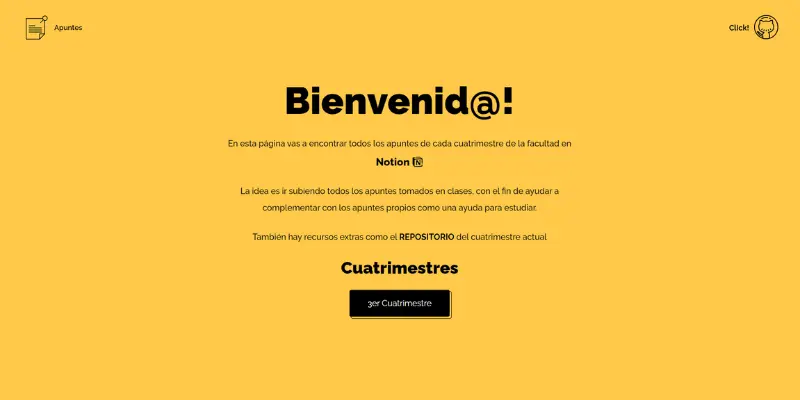 Apuntes
Click!
Bienvenid@!
En esta página vas a encontrar todos los apuntes de cada cuatrimestre de la facultad en
Notion
La idea es ir subiendo todos los apuntes tomados en clases, con el fin de ayudar a
complementar con los apuntes propios como una ayuda para estudiar.
También hay recursos extras como el REPOSITORIO del cuatrimestre actual
Cuatrimestres
3er Cuatrimestre